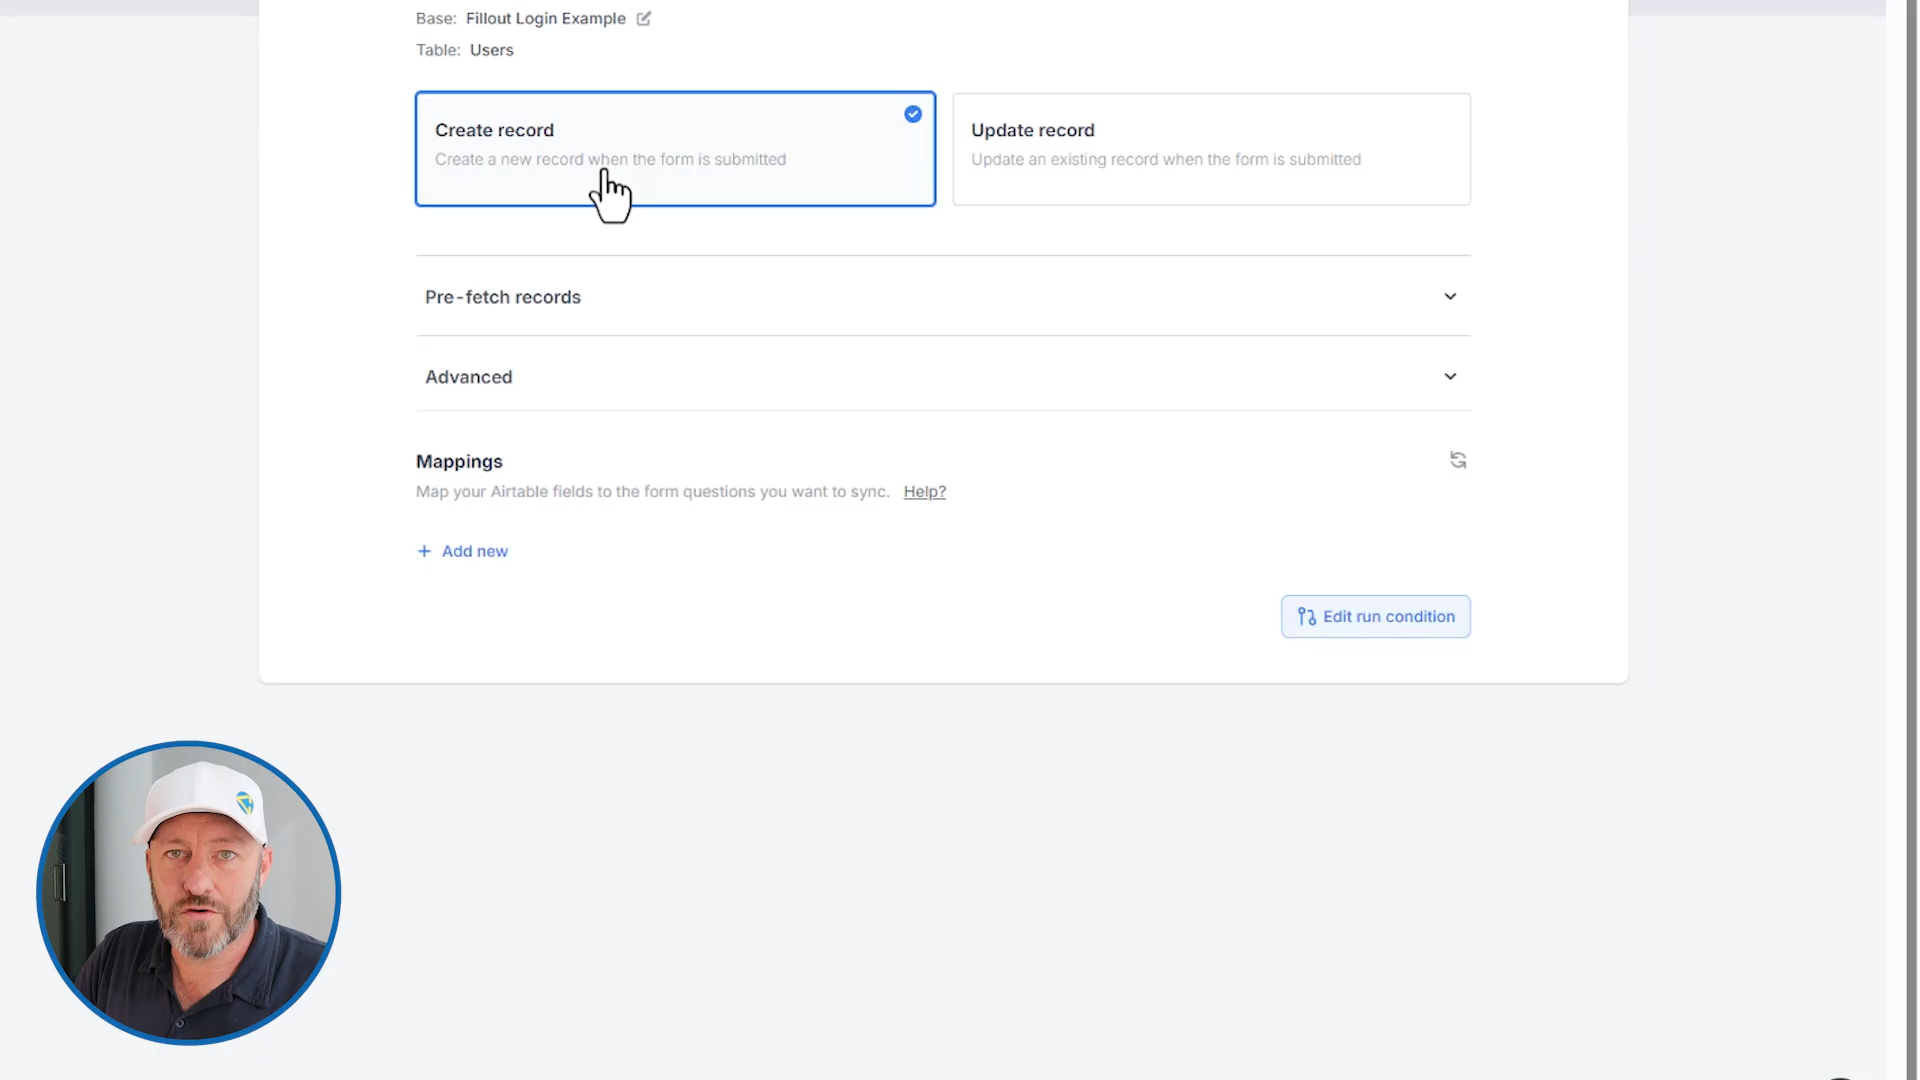 Base: Fillout Login Example
Table: Users
Create record
Create a new record when the form is submitted
Update record
Update an existing record when the form is submitted
Pre-fetch records
Advanced
Mappings
Map your Airtable fields to the form questions you want to sync. Help?
+ Add new
Edit run condition